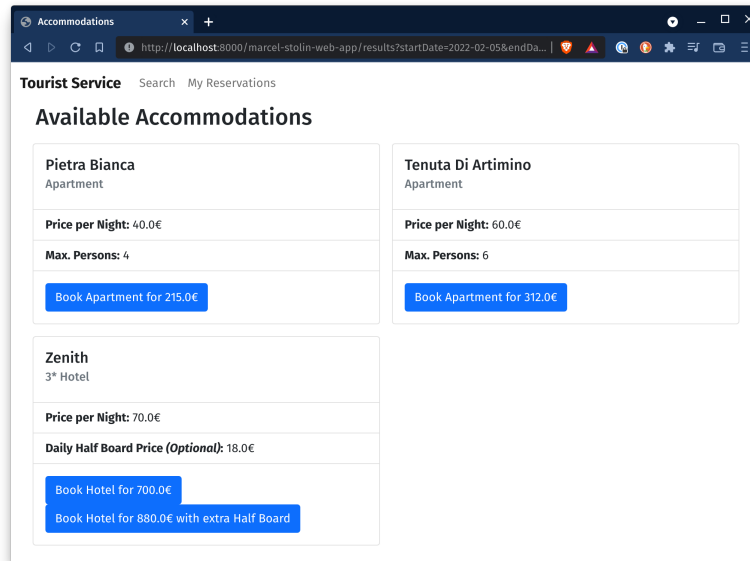 Accommodations
http://localhost:8000/marcel-stolin-web-app/results?startDate=2022-02-05&endDa...
Tourist Service Search My Reservations
Available Accommodations
Pietra Bianca
Apartment
Price per Night: 40.0€
Max. Persons: 4
Book Apartment for 215.0€
Tenuta Di Artimino
Apartment
Price per Night: 60.0€
Max. Persons: 6
Book Apartment for 312.0€
Zenith
3* Hotel
Price per Night: 70.0€
Daily Half Board Price (Optional): 18.0€
Book Hotel for 700.0€
Book Hotel for 880.0€ with extra Half Board